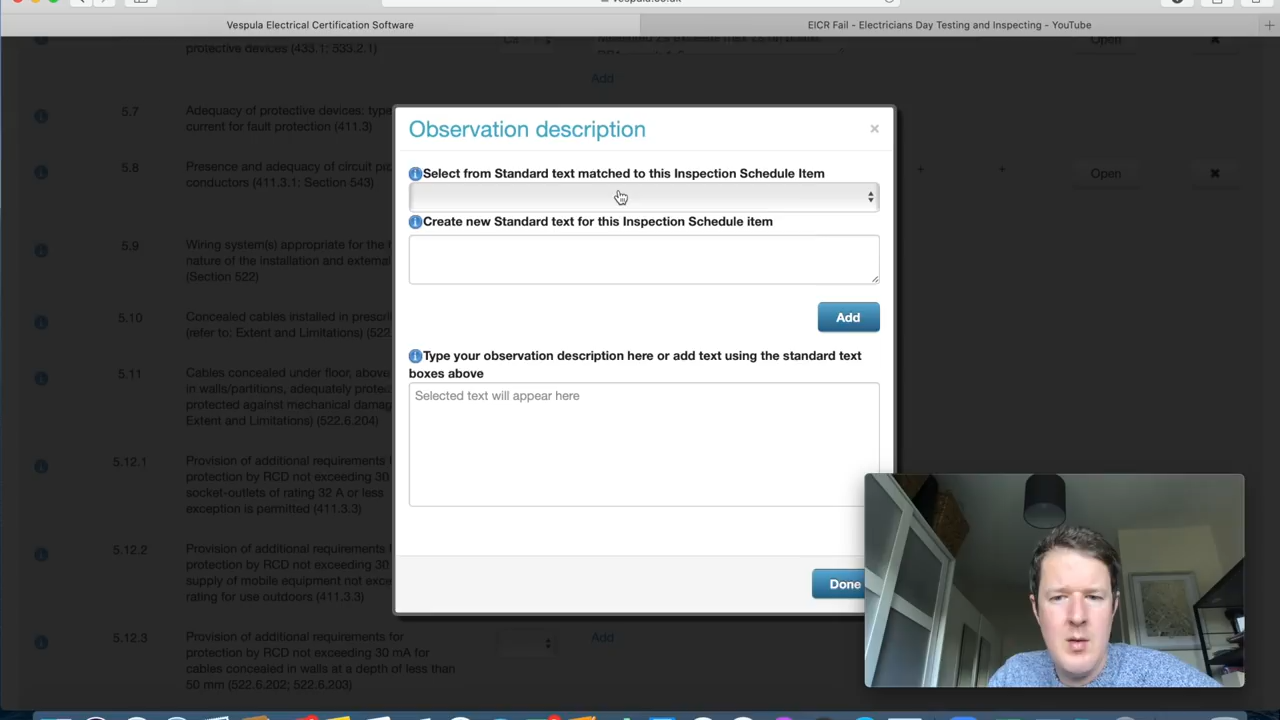 Vespula Electrical Certification Software
EICR Fail - Electricians Day Testing and Inspecting - YouTube
protective devices (433.1; 533.2.1)
Open
Add
5.7
Adequacy of protective devices: type
current for fault protection (411.3)
5.8
Presence and adequacy of circuit
conductors (411.3.1: Section 543)
+
+
Open
5.9
Wiring system(s) appropriate for the
nature of the installation and external
(Section 522)
5.10
Concealed cables installed in
(refer to: Extent and Limitations)
5.11
Cables concealed under floor, above
in walls/partitions, adequately
protected against mechanical
Extent and Limitations) (522.6.204)
5.12.1
Provision of additional requirements
protection by RCD not exceeding 30
socket-outlets of rating 32 A or less
exception is permitted (411.3.3)
5.12.2
Provision of additional requirements
protection by RCD not exceeding 30
supply of mobile equipment not
rating for use outdoors (411.3.3)
5.12.3
Provision of additional requirements for
protection by RCD not exceeding 30 mA for
cables concealed in walls at a depth of less than
50 mm (522.6.202; 522.6.203)
Add
Observation description
×
Select from Standard text matched to this Inspection Schedule Item
Create new Standard text for this Inspection Schedule item
Add
Type your observation description here or add text using the standard text
boxes above
Selected text will appear here
Done